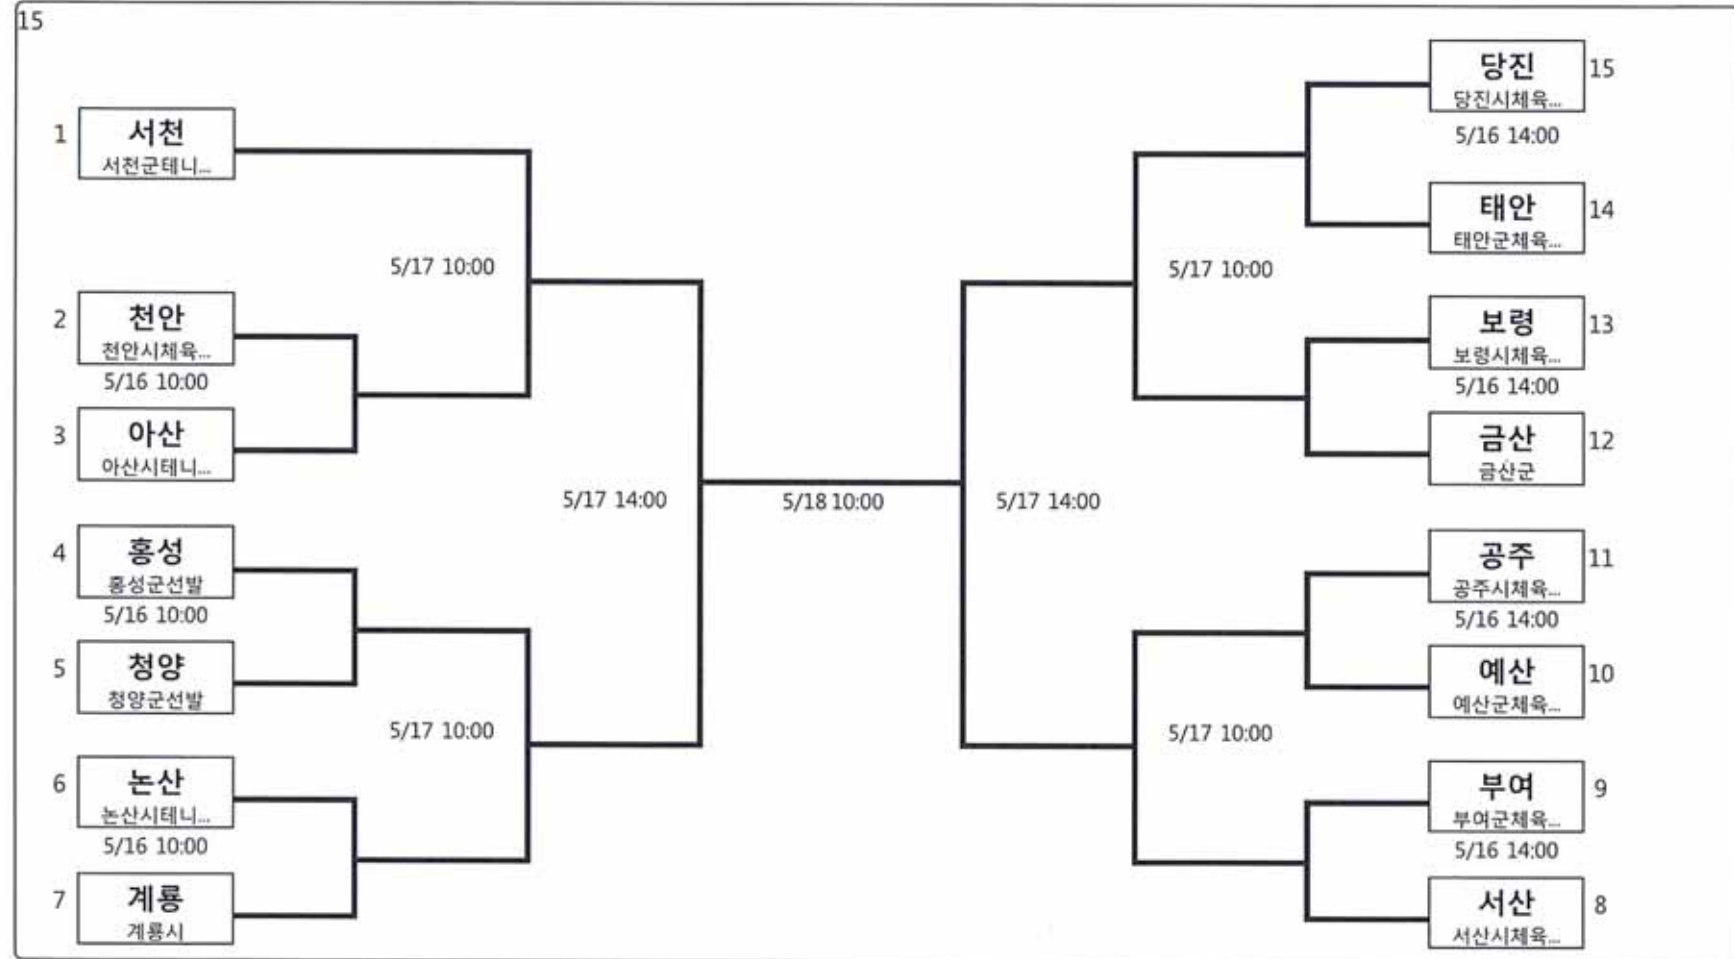 15
1
서천
서천군테니...
5/17 10:00
2
천안
천안시체육...
5/16 10:00
3
아산
아산시테니...
5/17 14:00
4
홍성
홍성군선발
5/16 10:00
5
청양
청양군선발
5/17 10:00
6
논산
논산시테니...
5/16 10:00
7
계룡
계룡시
5/18 10:00
당진
15
당진시체육...
5/16 14:00
태안
14
태안군체육...
5/17 10:00
보령
13
보령시체육...
5/16 14:00
금산
12
금산군
5/17 14:00
공주
11
공주시체육...
5/16 14:00
예산
10
예산군체육...
5/17 10:00
부여
9
부여군체육...
5/16 14:00
서산
8
서산시체육...